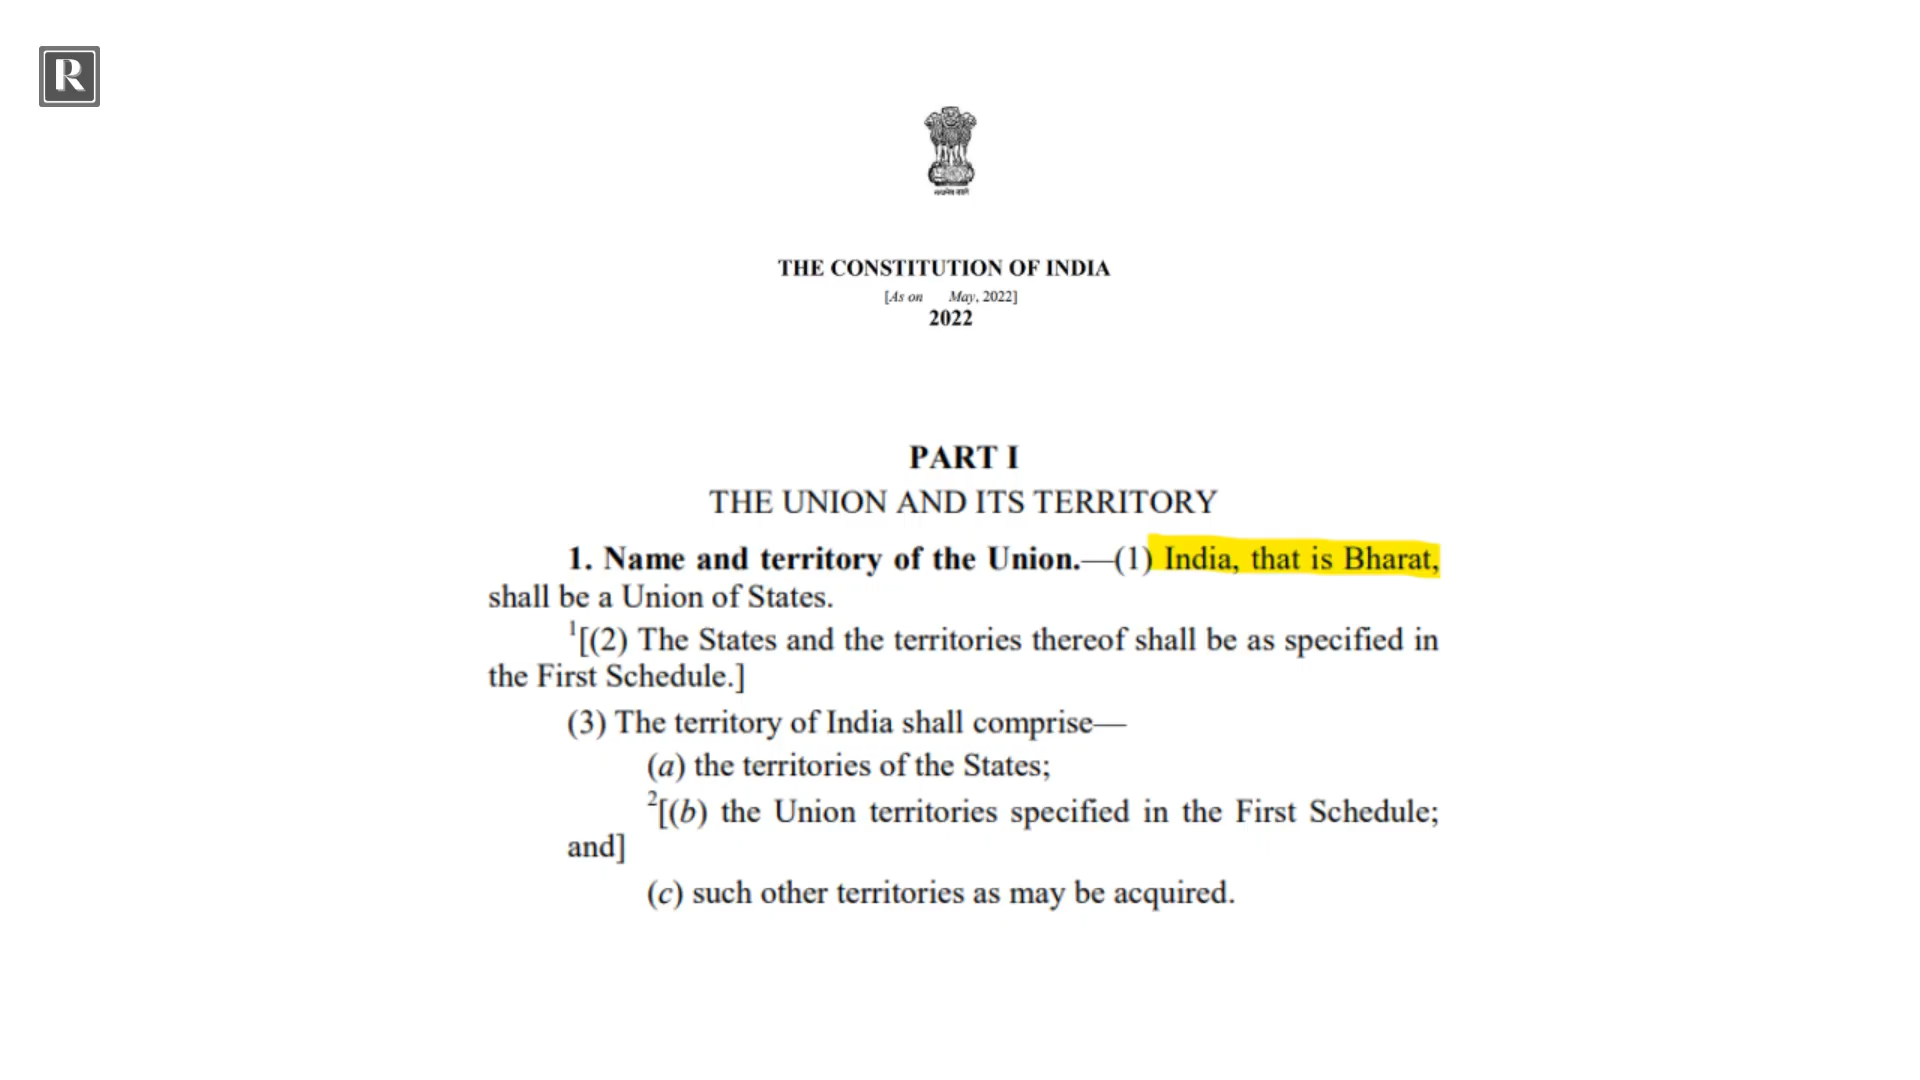 R
THE CONSTITUTION OF INDIA
[As on May, 2022]
2022
PART I
THE UNION AND ITS TERRITORY
1. Name and territory of the Union.—(1) India, that is Bharat,
shall be a Union of States.
1[(2) The States and the territories thereof shall be as specified in
the First Schedule.]
(3) The territory of India shall comprise—
(a) the territories of the States;
2[(b) the Union territories specified in the First Schedule;
and]
(c) such other territories as may be acquired.